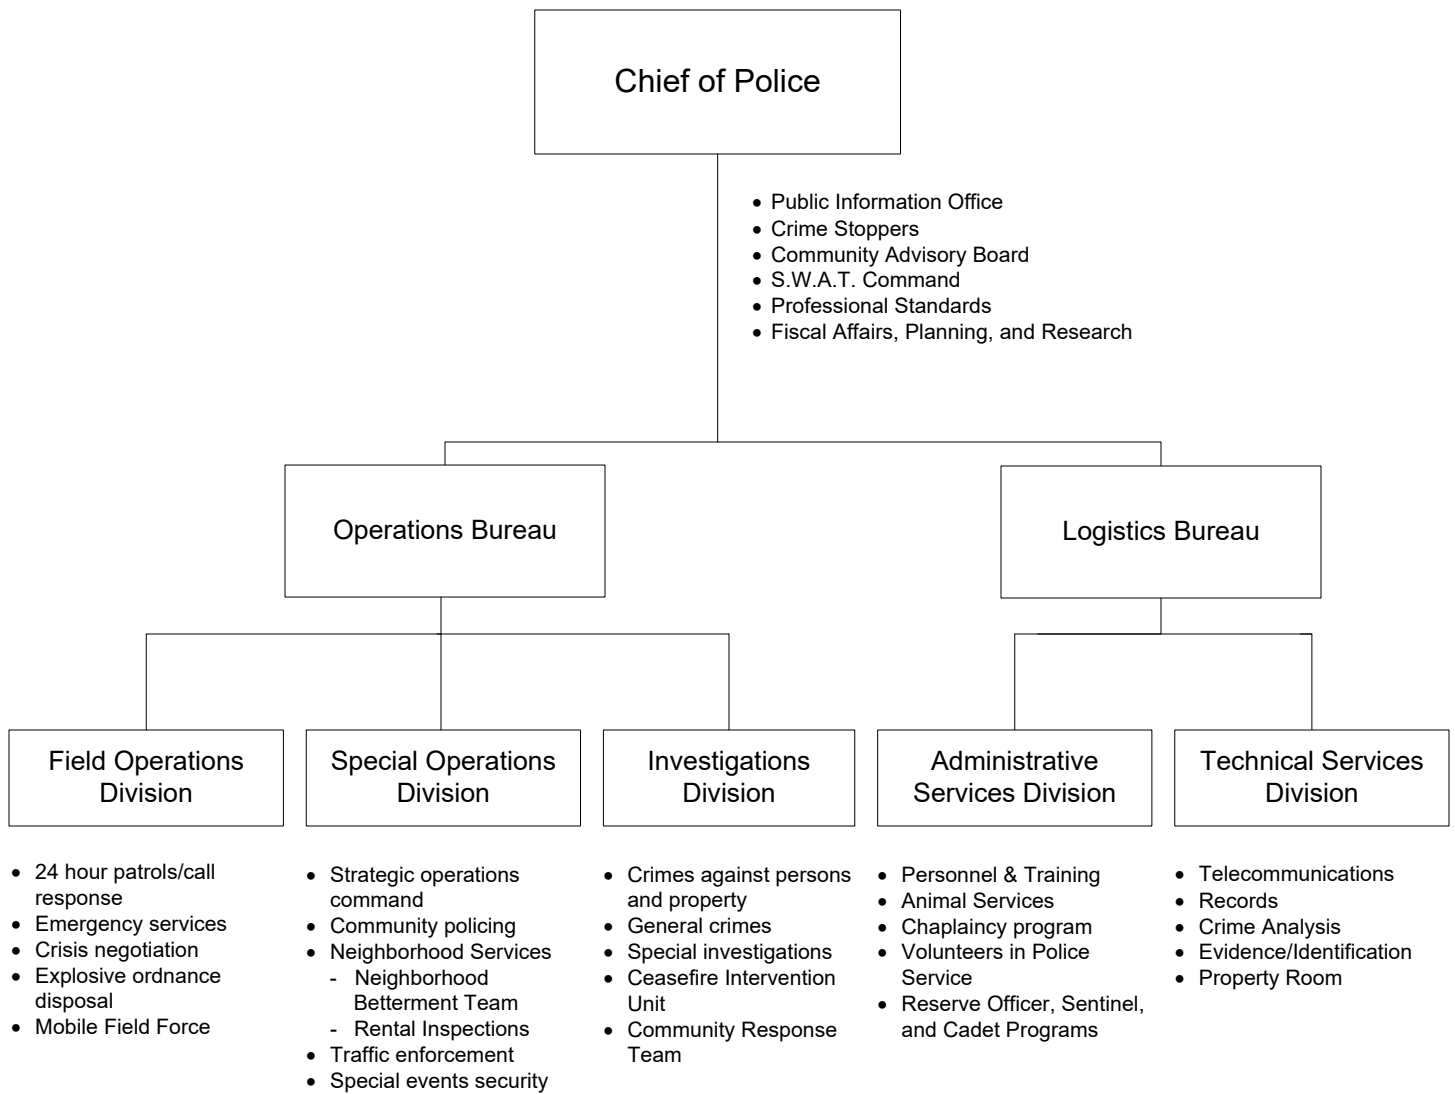 Chief of Police
• Public Information Office
• Crime Stoppers
• Community Advisory Board
• S.W.A.T. Command
• Professional Standards
• Fiscal Affairs, Planning, and Research
Operations Bureau
Logistics Bureau
Field Operations
Division
• 24 hour patrols/call
response
• Emergency services
• Crisis negotiation
• Explosive ordnance
disposal
• Mobile Field Force
Special Operations
Division
• Strategic operations
command
• Community policing
• Neighborhood Services
- Neighborhood
Betterment Team
- Rental Inspections
• Traffic enforcement
• Special events security
Investigations
Division
• Crimes against persons
and property
• General crimes
• Special investigations
• Ceasefire Intervention
Unit
• Community Response
Team
Administrative
Services Division
• Personnel & Training
• Animal Services
• Chaplaincy program
• Volunteers in Police
Service
• Reserve Officer, Sentinel,
and Cadet Programs
Technical Services
Division
• Telecommunications
• Records
• Crime Analysis
• Evidence/Identification
• Property Room